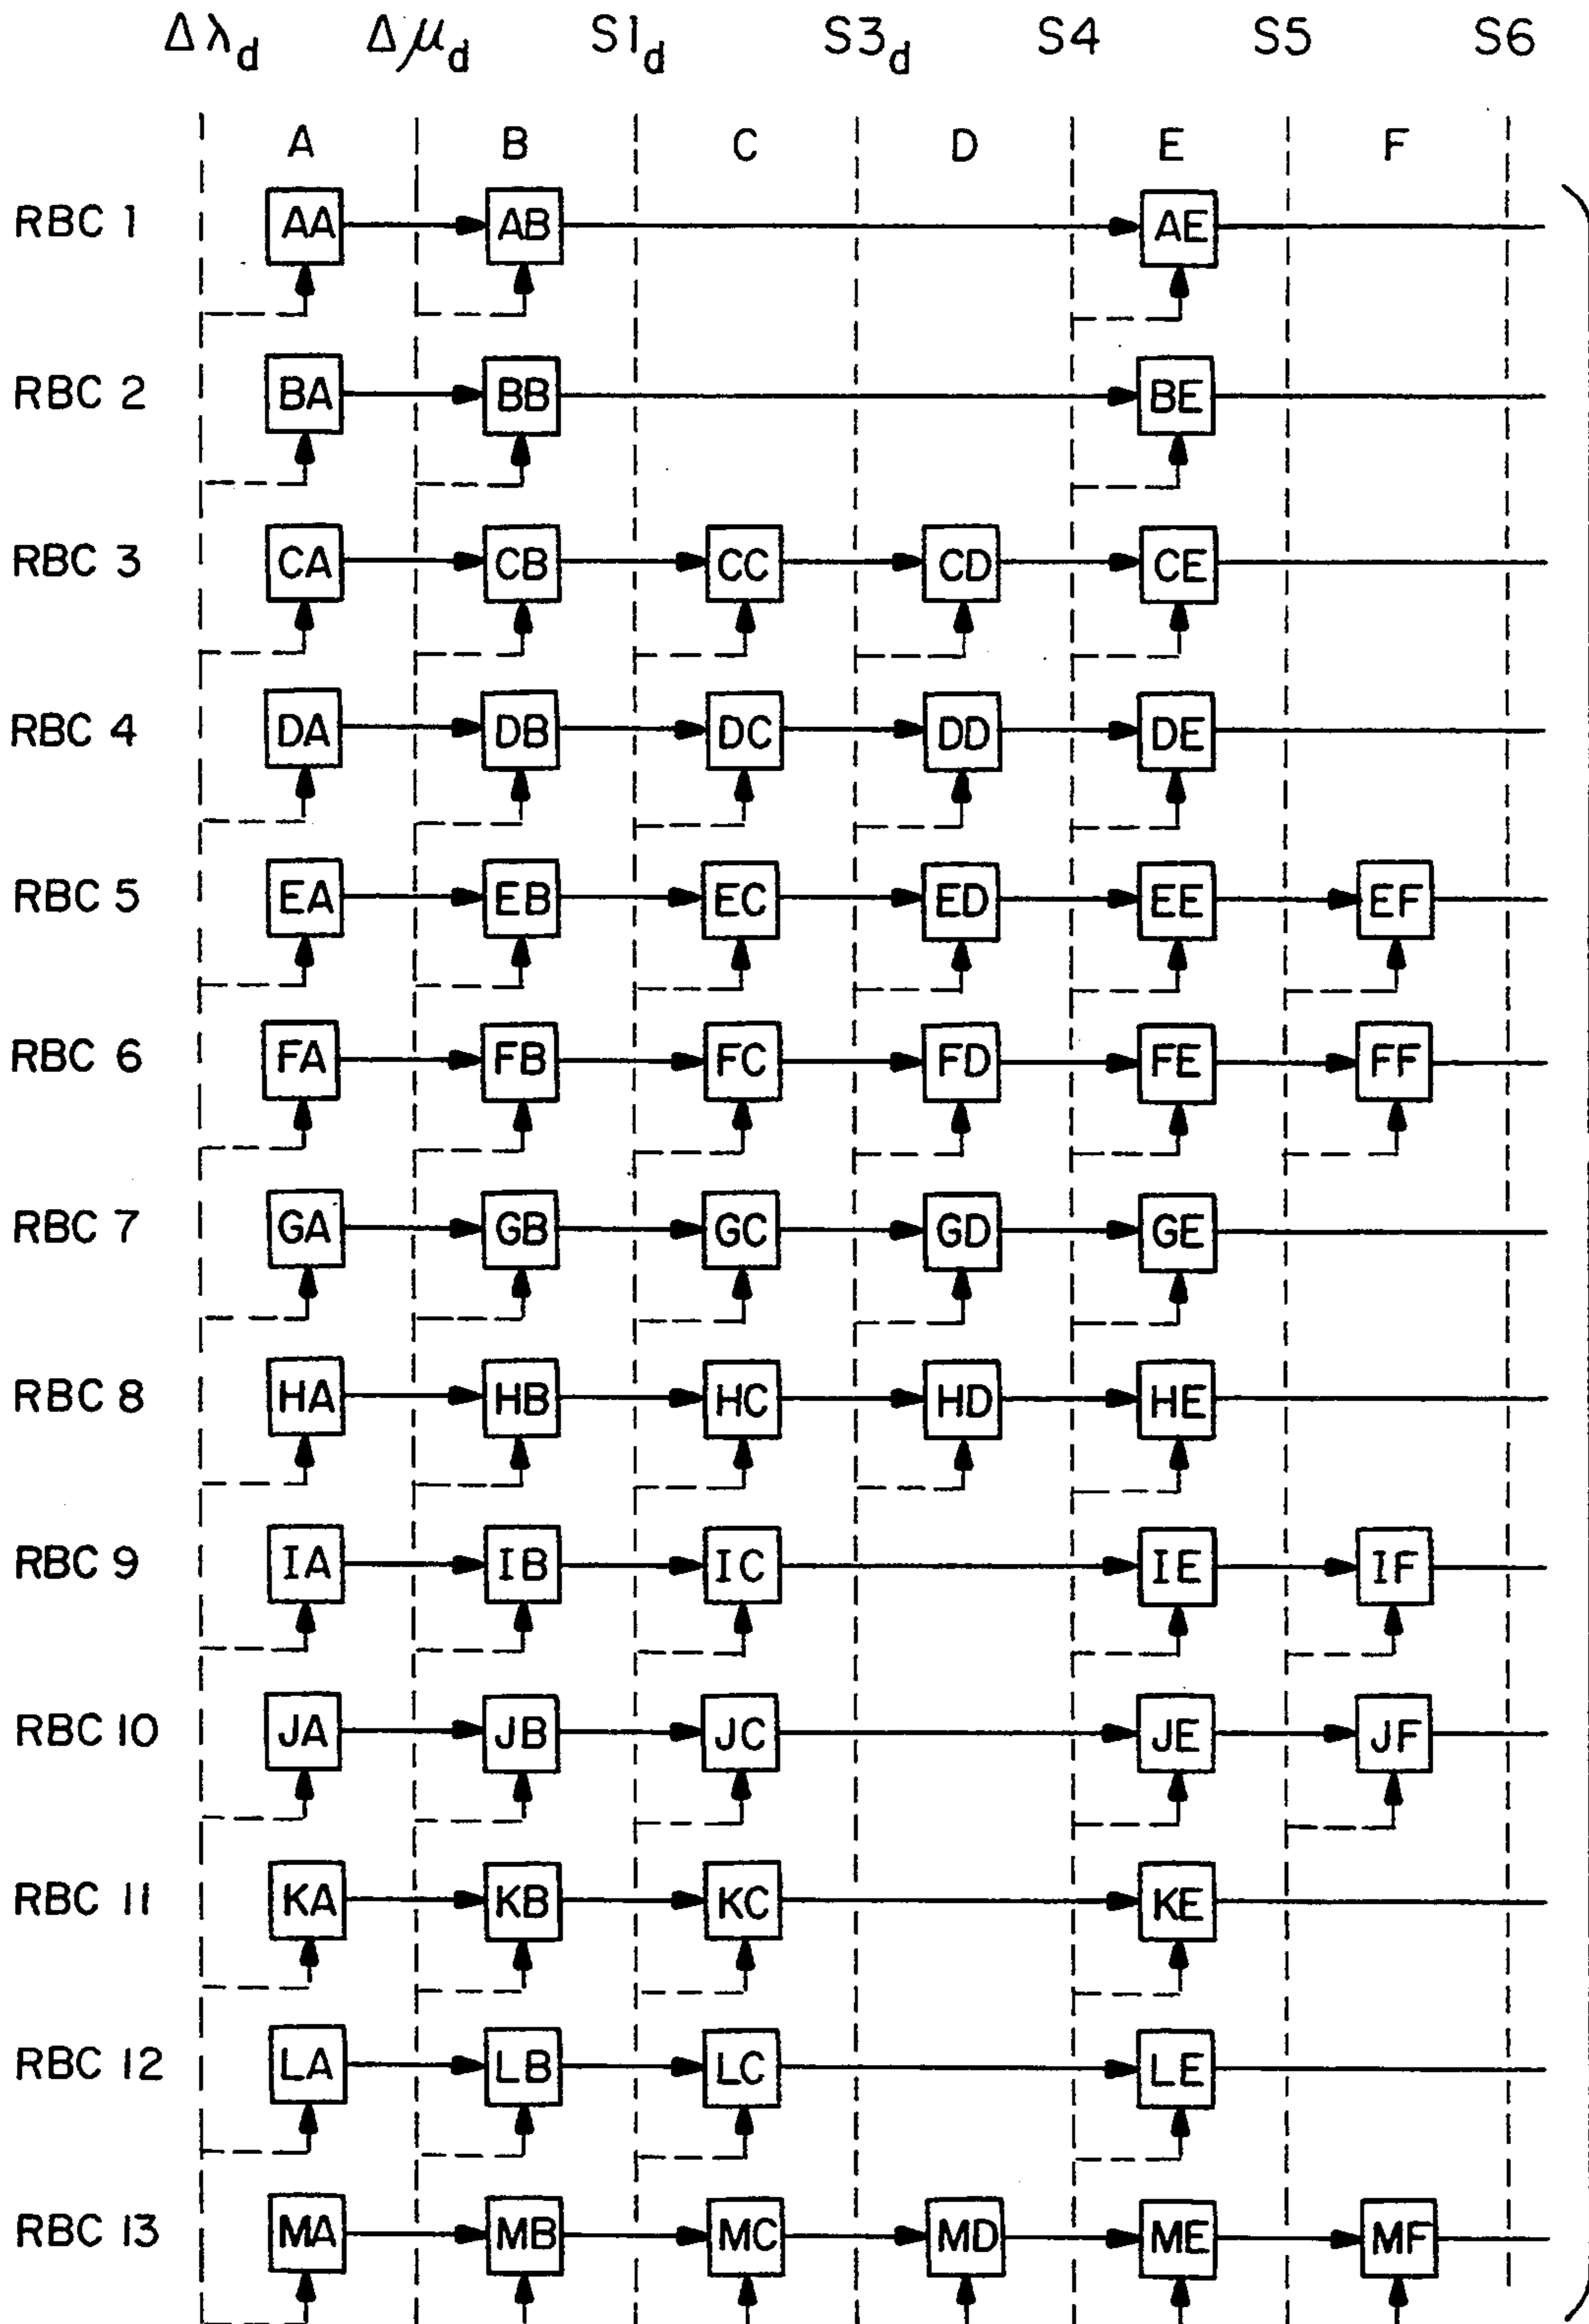 Δλd Δμd S1d S3d S4 S5 S6
A B C D E F
RBC 1 AA AB AE
RBC 2 BA BB BE
RBC 3 CA CB CC CD CE
RBC 4 DA DB DC DD DE
RBC 5 EA EB EC ED EE EF
RBC 6 FA FB FC FD FE FF
RBC 7 GA GB GC GD GE
RBC 8 HA HB HC HD HE
RBC 9 IA IB IC IE IF
RBC 10 JA JB JC JE JF
RBC 11 KA KB KC KE
RBC 12 LA LB LC LE
RBC 13 MA MB MC MD ME MF